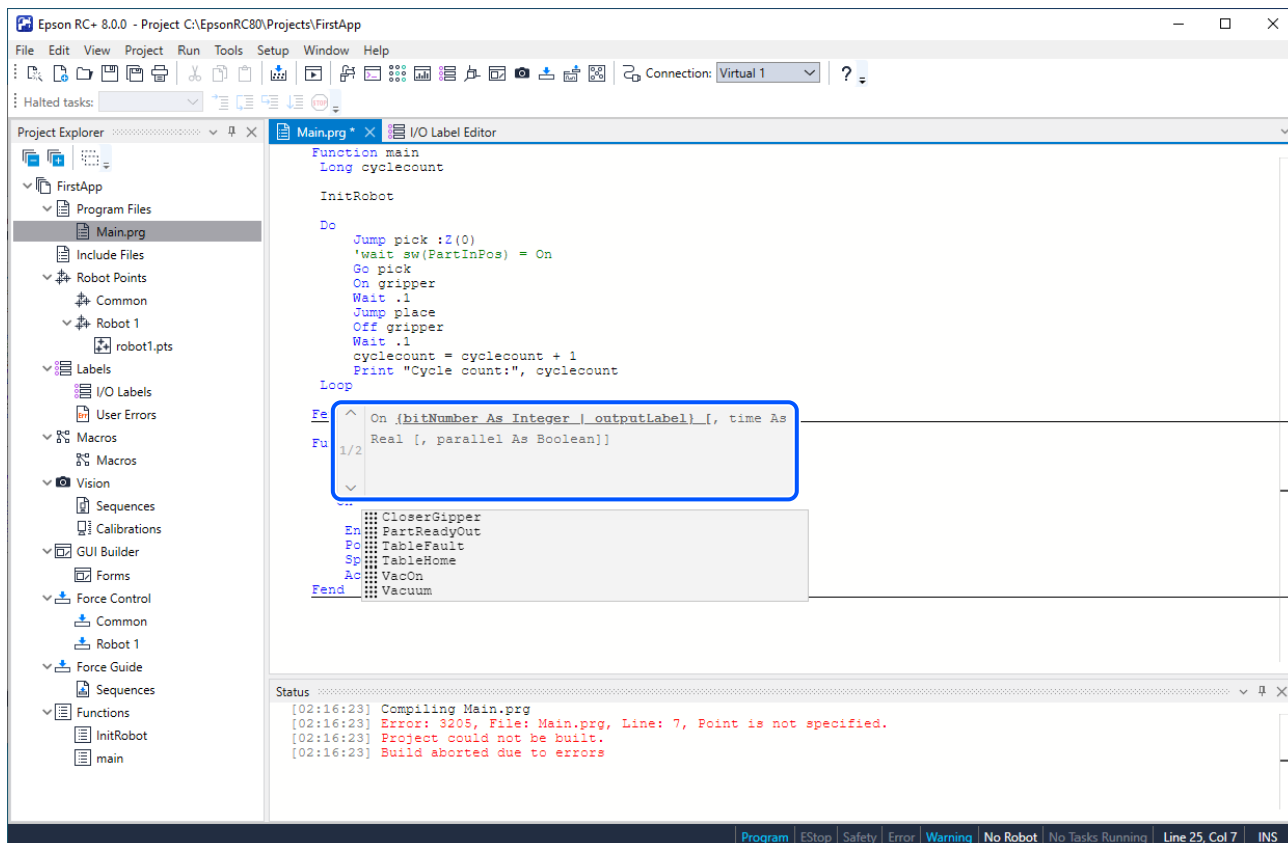 Epson RC+ 8.0.0 - Project C:\EpsonRC80\Projects\FirstApp
File Edit View Project Run Tools Setup Window Help
Connection: Virtual 1 ?
Halted tasks: STOP
Project Explorer
Main.prg * I/O Label Editor
FirstApp
Program Files
Main.prg
Include Files
Robot Points
Common
Robot 1
robot1.pts
Labels
I/O Labels
User Errors
Macros
Macros
Vision
Sequences
Calibrations
GUI Builder
Forms
Force Control
Common
Robot 1
Force Guide
Sequences
Functions
InitRobot
main
Function main
Long cyclecount
InitRobot
Do
Jump pick :Z(0)
'wait sw(PartInPos) = On
Go pick
On gripper
Wait .1
Jump place
Off gripper
Wait .1
cyclecount = cyclecount + 1
Print "Cycle count:", cyclecount
Loop
Fe
Fu
1/2
On {bitNumber As Integer | outputLabel} [, time As
Real [, parallel As Boolean]]
On
CloserGipper
En PartReadyOut
Po TableFault
Sp TableHome
Ac VacOn
Fend Vacuum
Status
[02:16:23] Compiling Main.prg
[02:16:23] Error: 3205, File: Main.prg, Line: 7, Point is not specified.
[02:16:23] Project could not be built.
[02:16:23] Build aborted due to errors
Program EStop Safety Error Warning No Robot No Tasks Running Line 25, Col 7 INS